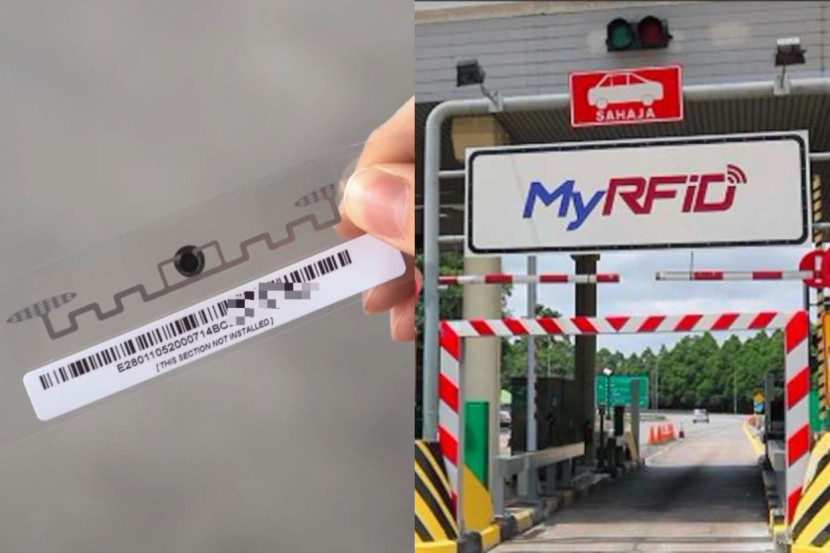 E28011052000714BC
[ THIS SECTION NOT INSTALLED ]
SAHAJA
MyRFiD